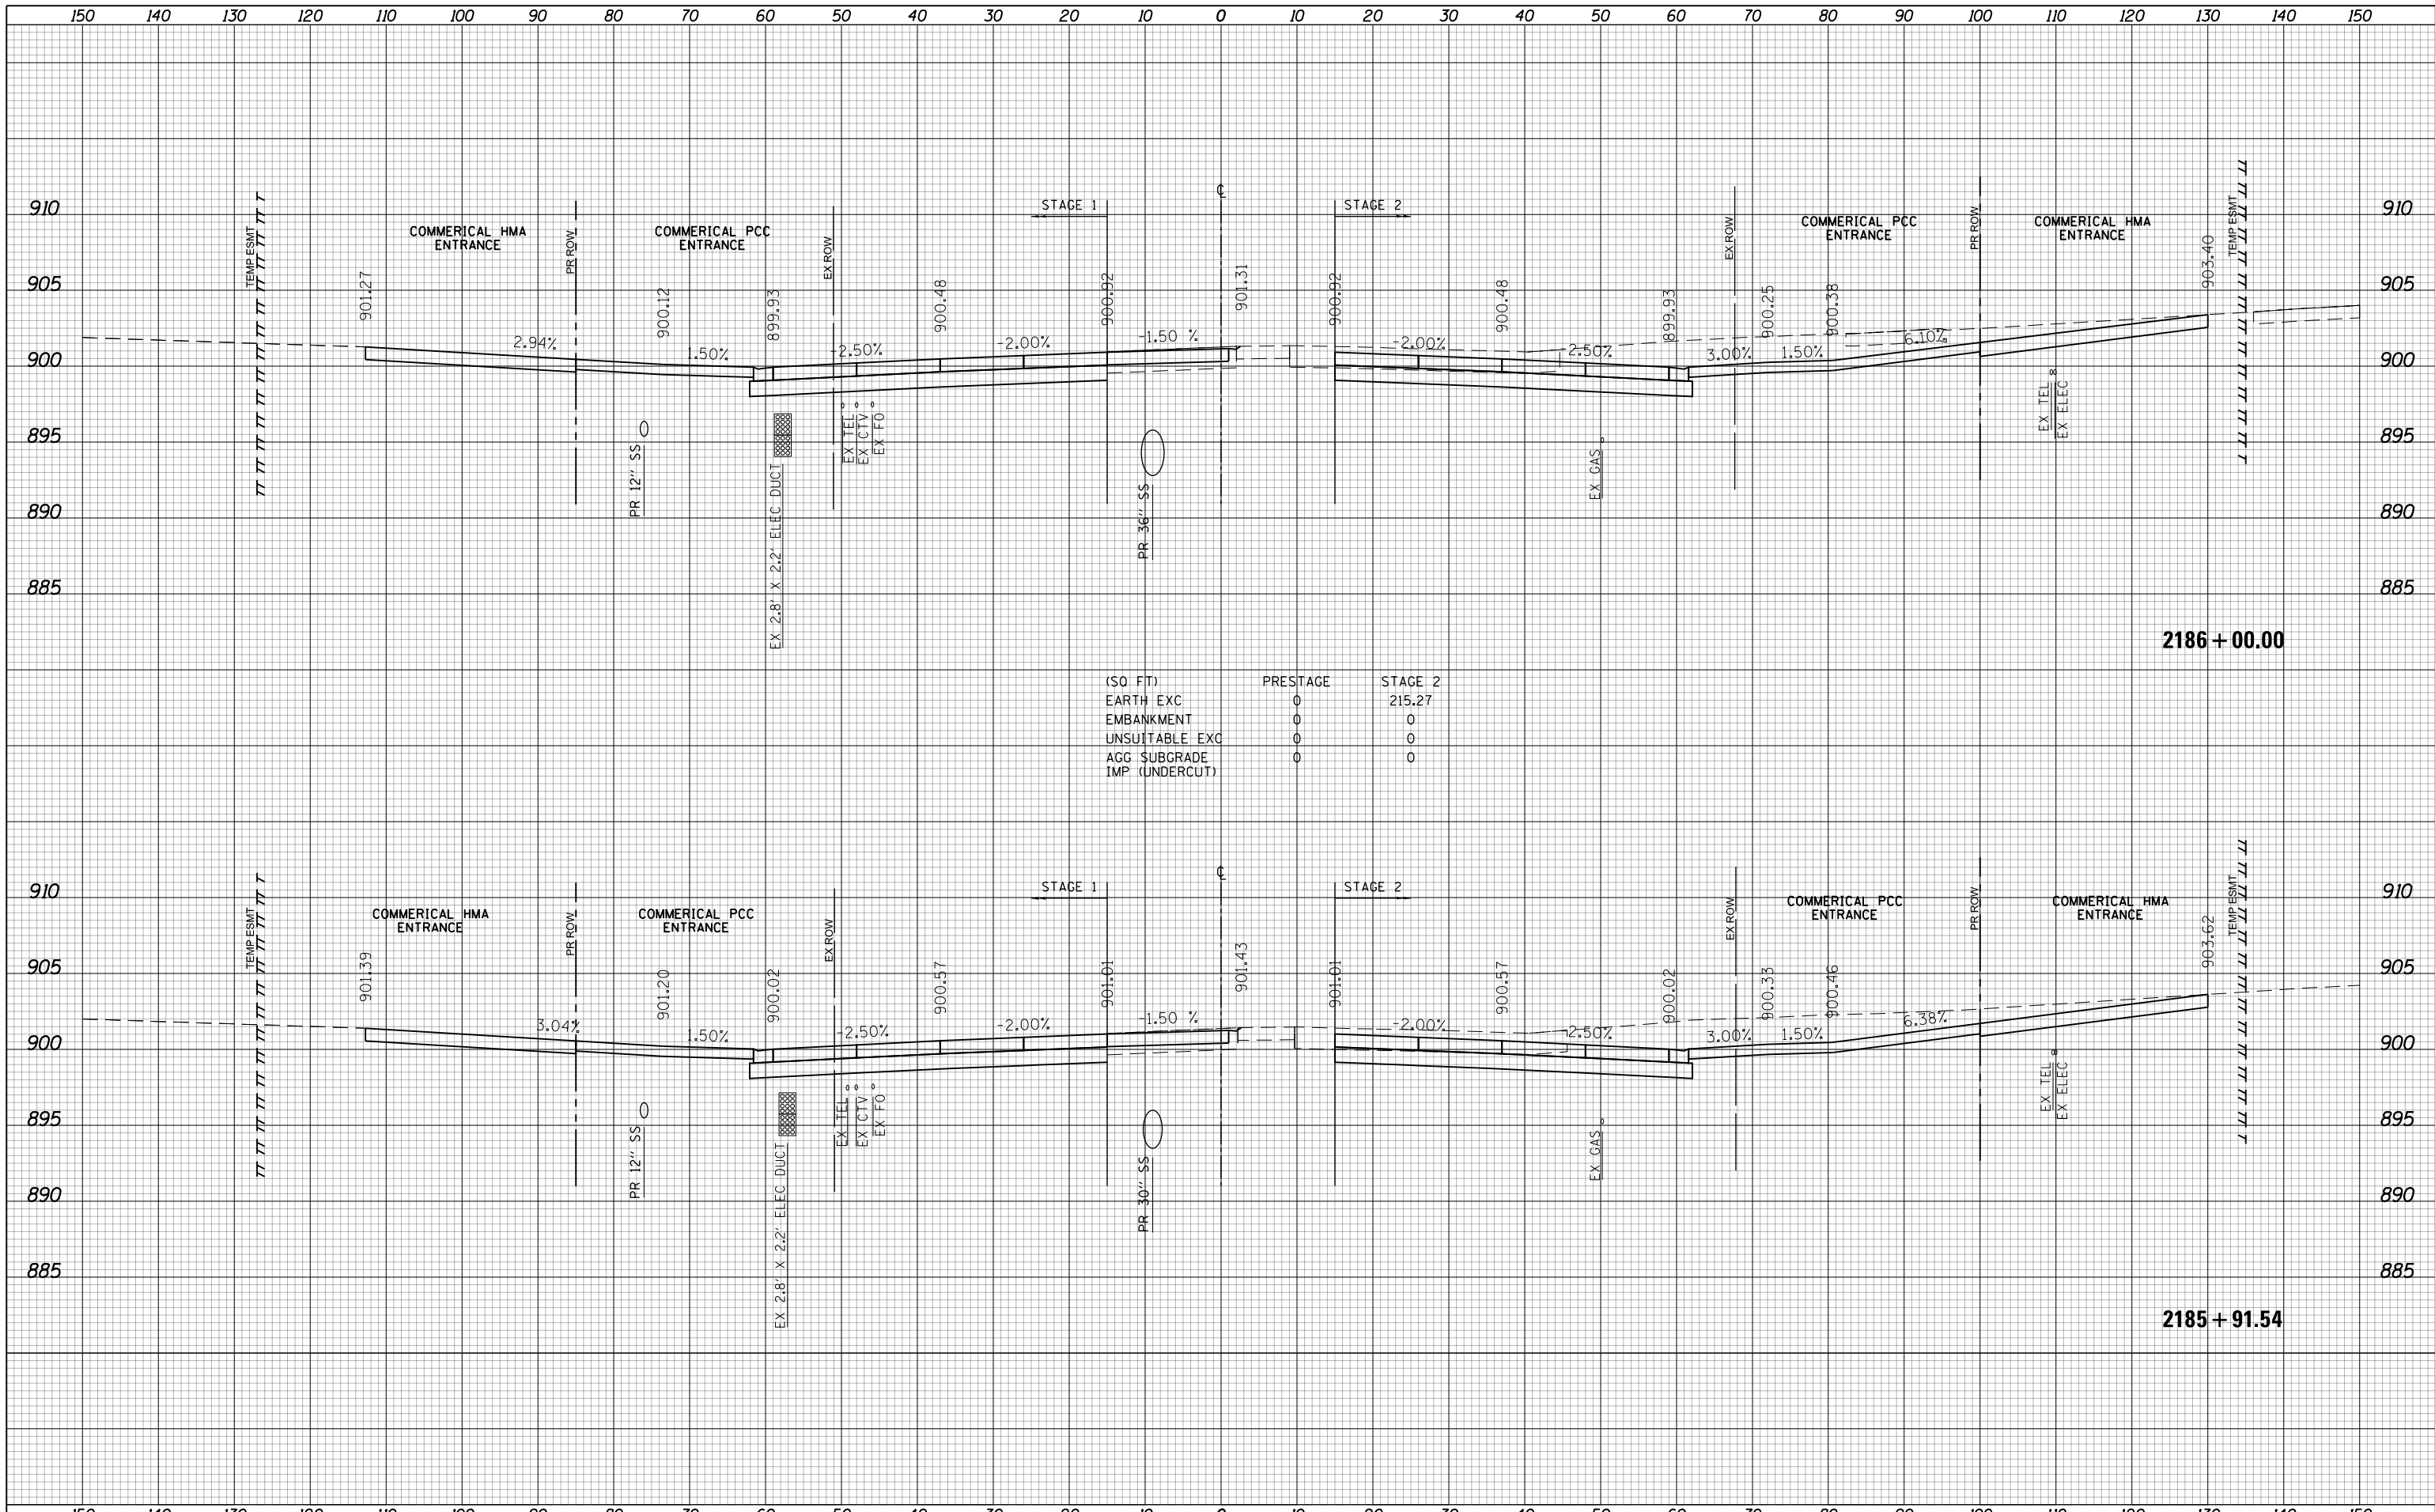 150 140 130 120 110 100 90 80 70 60 50 40 30 20 10 0 10 20 30 40 50 60 70 80 90 100 110 120 130 140 150
910 910
905 905
900 900
895 895
890 890
885 885
TEMP ESMT
COMMERICAL HMA
ENTRANCE
PR ROW
COMMERICAL PCC
ENTRANCE
EX ROW
STAGE 1
℄
STAGE 2
EX ROW
COMMERICAL PCC
ENTRANCE
PR ROW
COMMERICAL HMA
ENTRANCE
TEMP ESMT
901.27
900.12
899.93
900.48
900.92
901.31
900.92
900.48
899.93
900.25
900.38
903.40
2.94%
1.50%
-2.50%
-2.00%
-1.50 %
-2.00%
2.50%
3.00%
1.50%
6.10%
PR 12" SS
EX 2.8' X 2.2' ELEC DUCT
EX TEL
EX CTV
EX FO
PR 36" SS
EX GAS
EX TEL
EX ELEC
2186+00.00
(SQ FT) PRESTAGE STAGE 2
EARTH EXC 0 215.27
EMBANKMENT 0 0
UNSUITABLE EXC 0 0
AGG SUBGRADE 0 0
IMP (UNDERCUT)
910 910
905 905
900 900
895 895
890 890
885 885
TEMP ESMT
COMMERICAL HMA
ENTRANCE
PR ROW
COMMERICAL PCC
ENTRANCE
EX ROW
STAGE 1
℄
STAGE 2
EX ROW
COMMERICAL PCC
ENTRANCE
PR ROW
COMMERICAL HMA
ENTRANCE
TEMP ESMT
901.39
901.20
900.02
900.57
901.01
901.43
901.01
900.57
900.02
900.33
900.46
903.62
3.04%
1.50%
-2.50%
-2.00%
-1.50 %
-2.00%
-2.50%
3.00%
1.50%
6.38%
PR 12" SS
EX 2.8' X 2.2' ELEC DUCT
EX TEL
EX CTV
EX FO
PR 30" SS
EX GAS
EX TEL
EX ELEC
2185+91.54